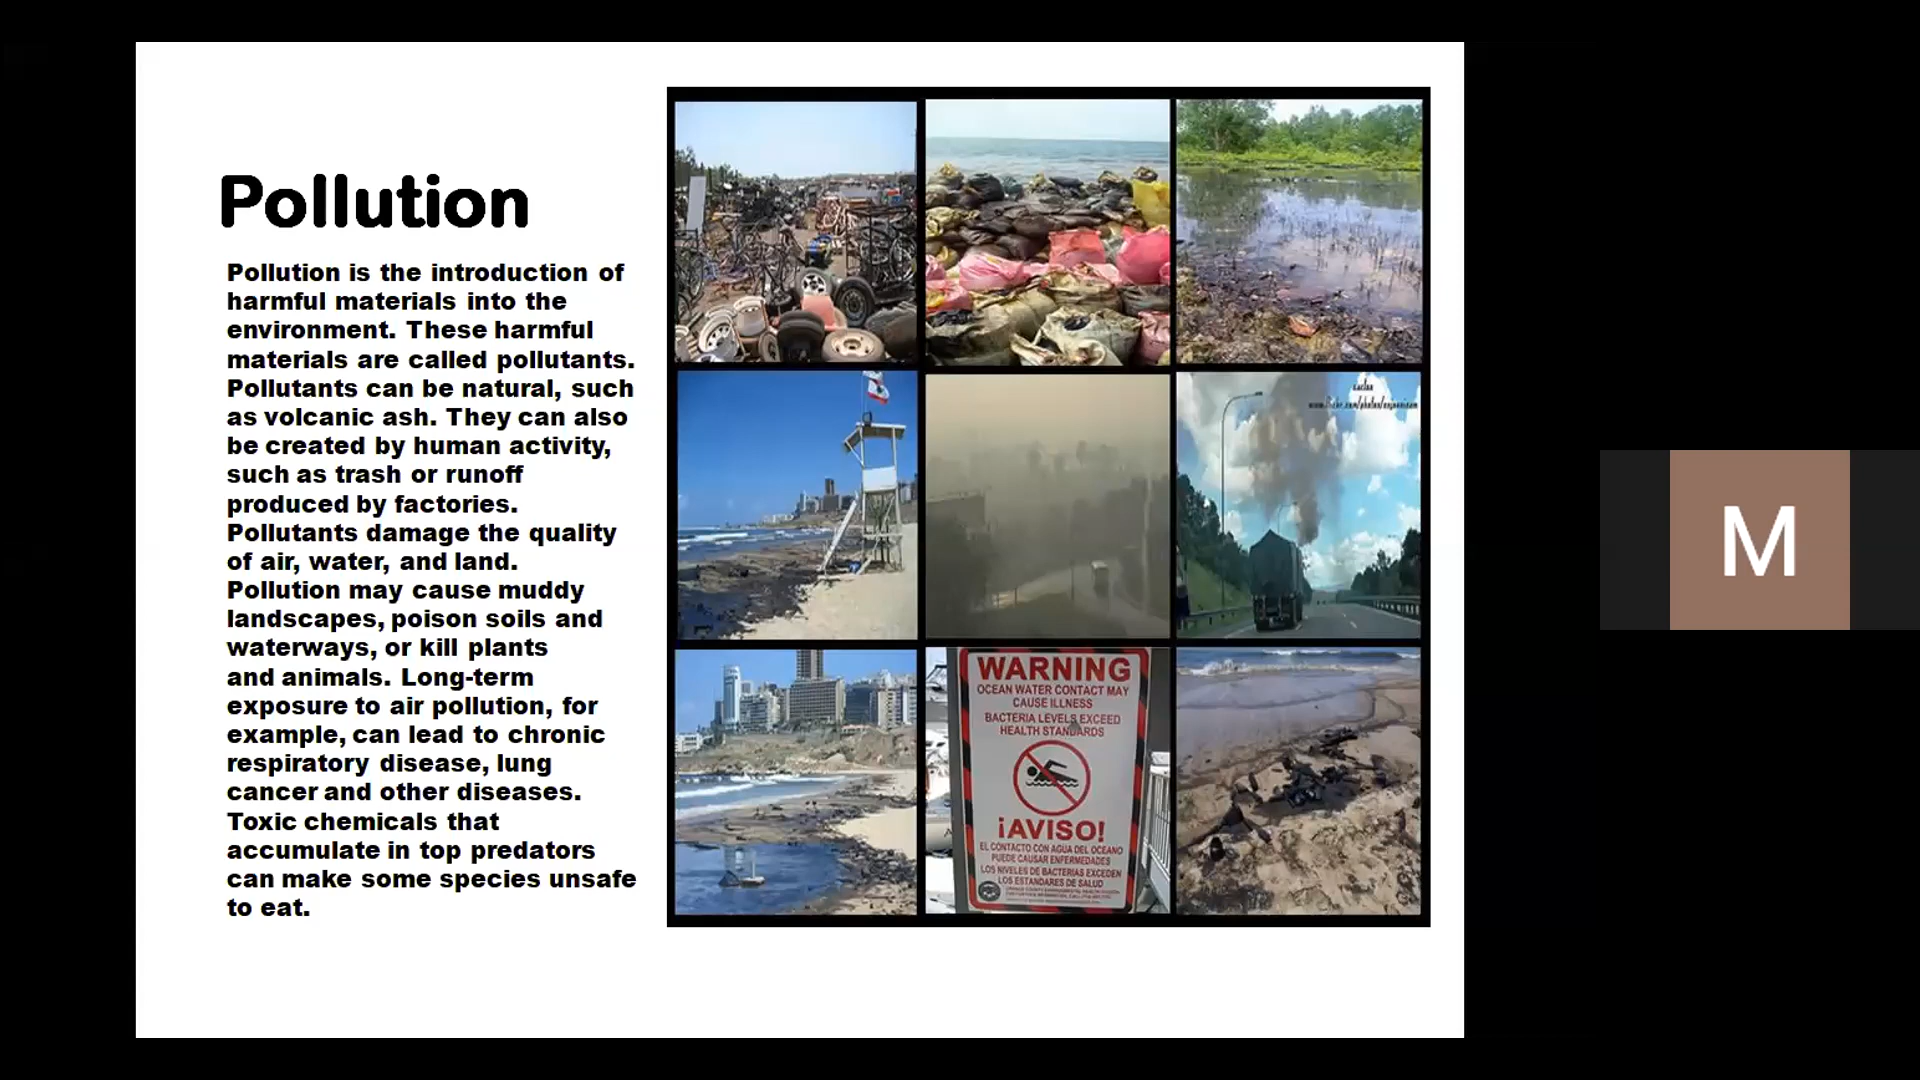 Pollution
Pollution is the introduction of
harmful materials into the
environment. These harmful
materials are called pollutants.
Pollutants can be natural, such
as volcanic ash. They can also
be created by human activity,
such as trash or runoff
produced by factories.
Pollutants damage the quality
of air, water, and land.
Pollution may cause muddy
landscapes, poison soils and
waterways, or kill plants
and animals. Long-term
exposure to air pollution, for
example, can lead to chronic
respiratory disease, lung
cancer and other diseases.
Toxic chemicals that
accumulate in top predators
can make some species unsafe
to eat.
WARNING
OCEAN WATER CONTACT MAY
CAUSE ILLNESS
BACTERIA LEVELS EXCEED
HEALTH STANDARDS
¡AVISO!
EL CONTACTO CON AGUA DEL OCEANO
PUEDE CAUSAR ENFERMEDADES
LOS NIVELES DE BACTERIAS EXCEDEN
LOS ESTANDARES DE SALUD
M